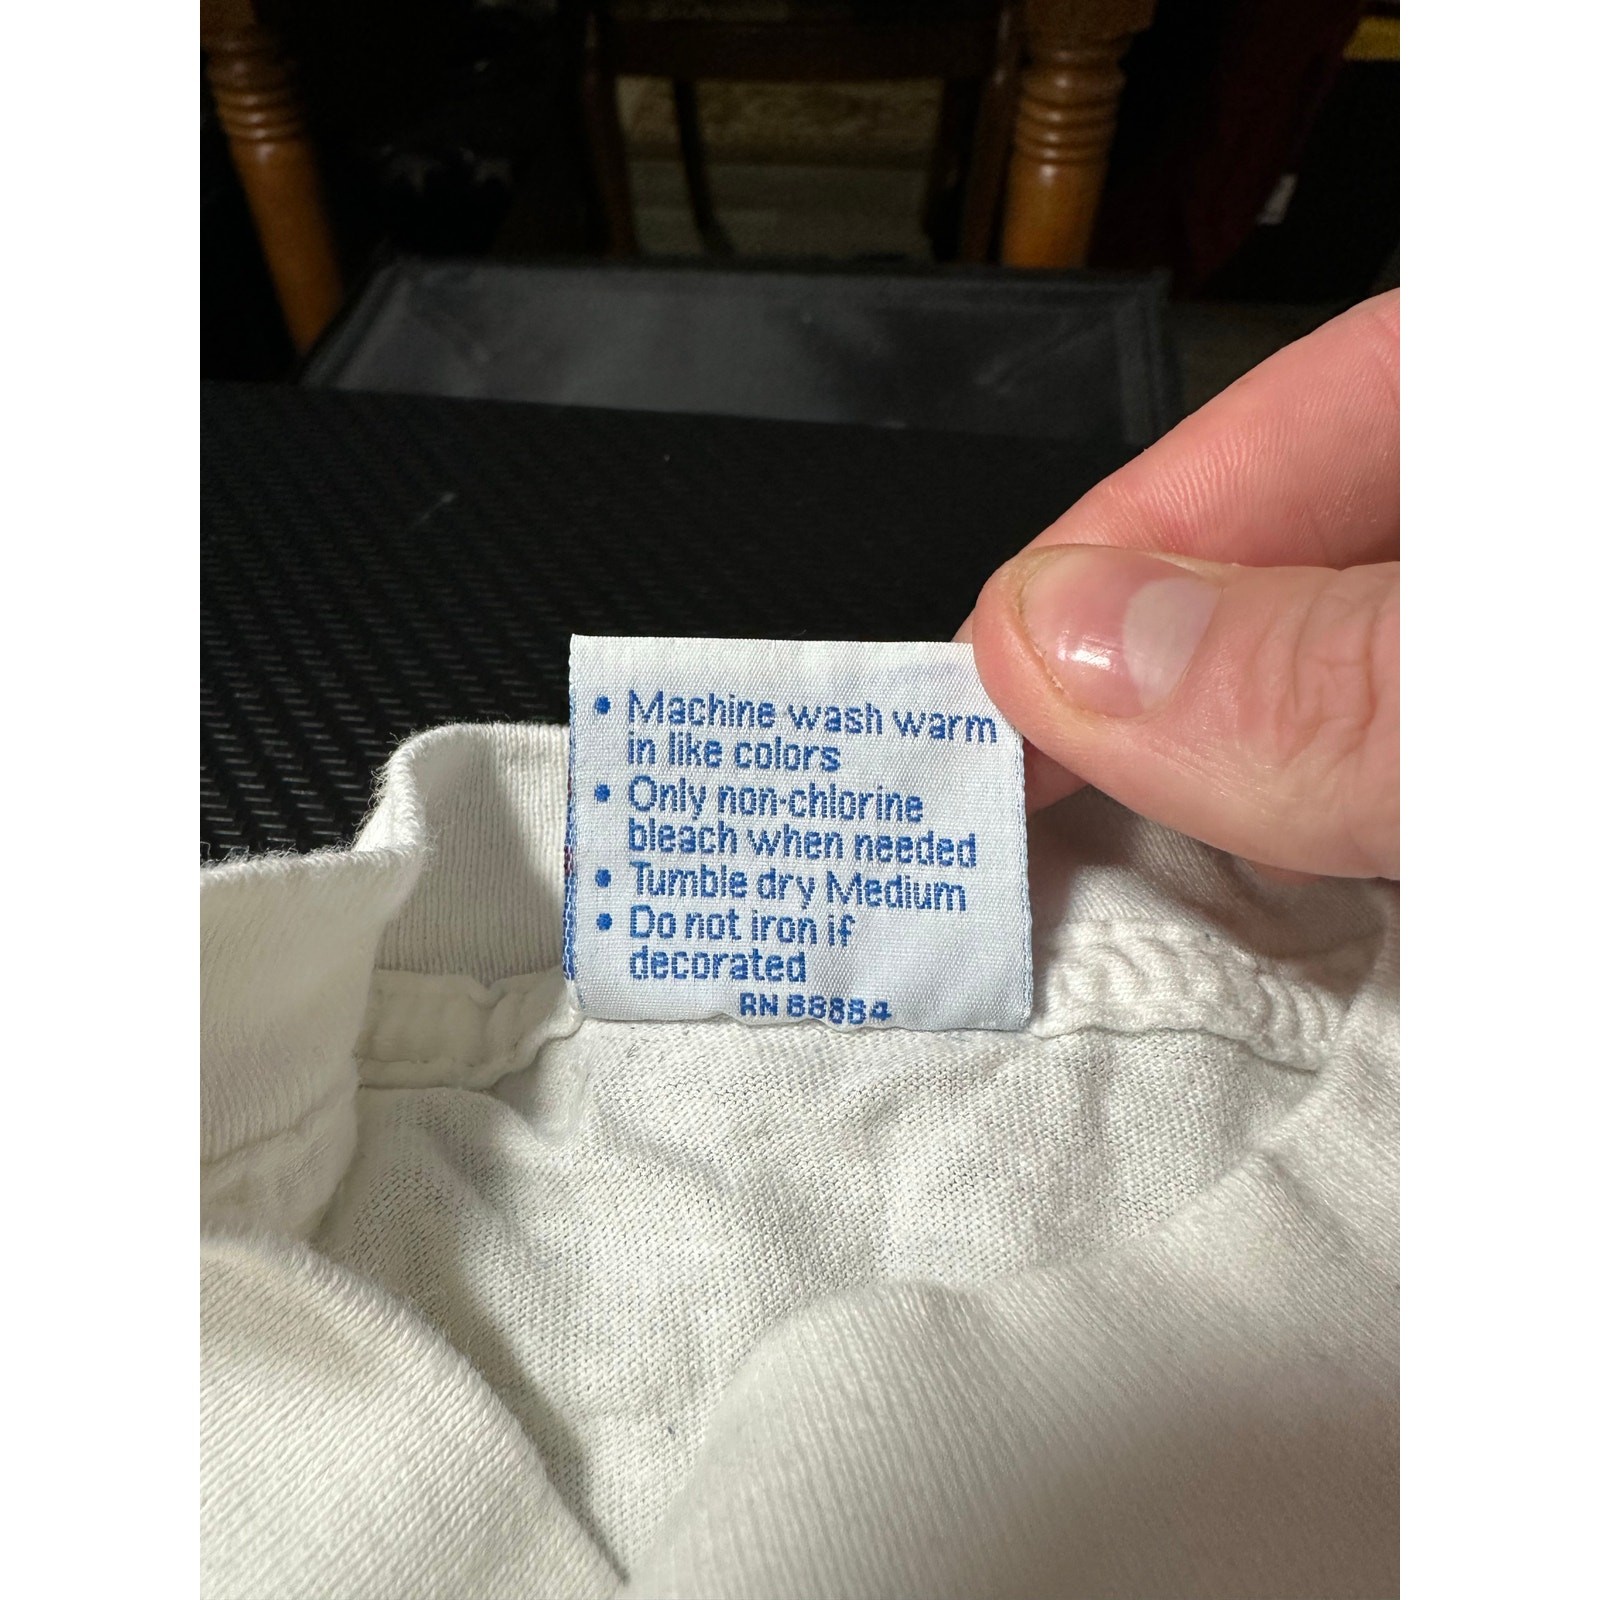 • Machine wash warm
in like colors
• Only non-chlorine
bleach when needed
• Tumble dry Medium
• Do not iron if
decorated
RN